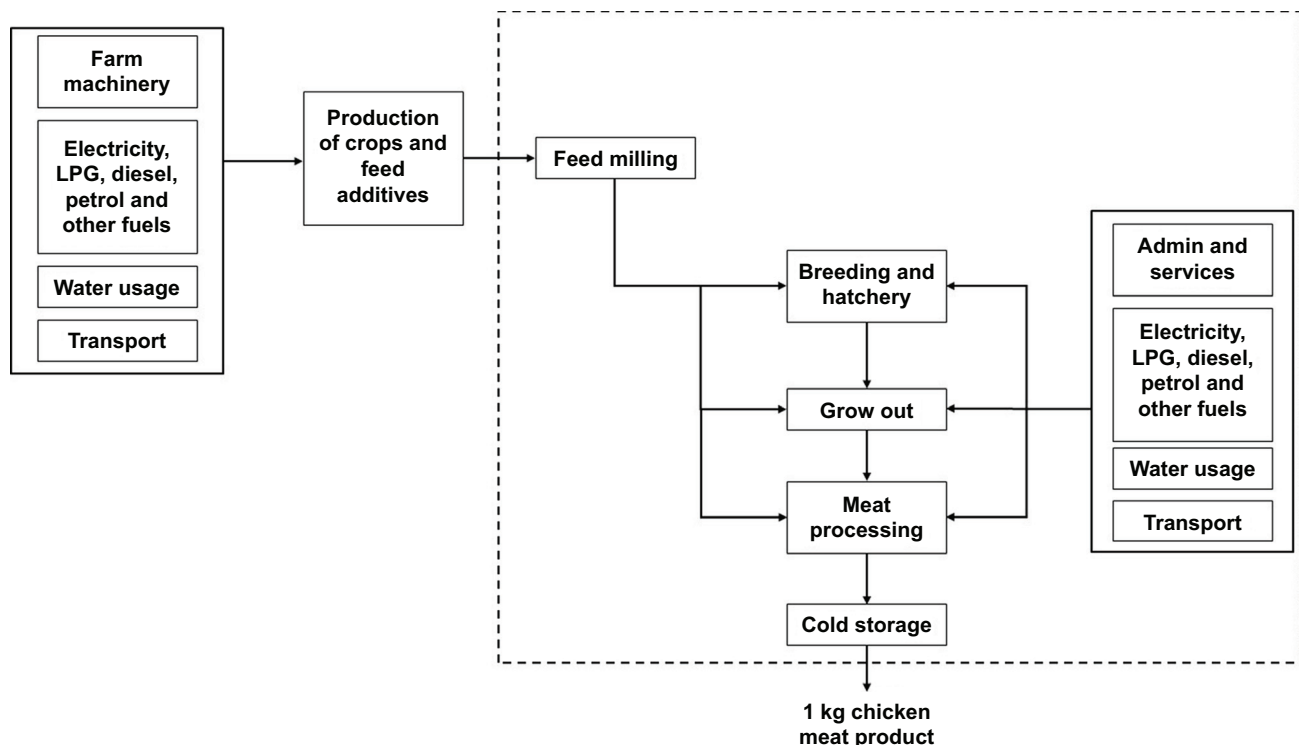 Farm
machinery
Electricity,
LPG, diesel,
petrol and
other fuels
Water usage
Transport
Production
of crops and
feed
additives
Feed milling
Breeding and
hatchery
Grow out
Meat
processing
Cold storage
1 kg chicken
meat product
Admin and
services
Electricity,
LPG, diesel,
petrol and
other fuels
Water usage
Transport